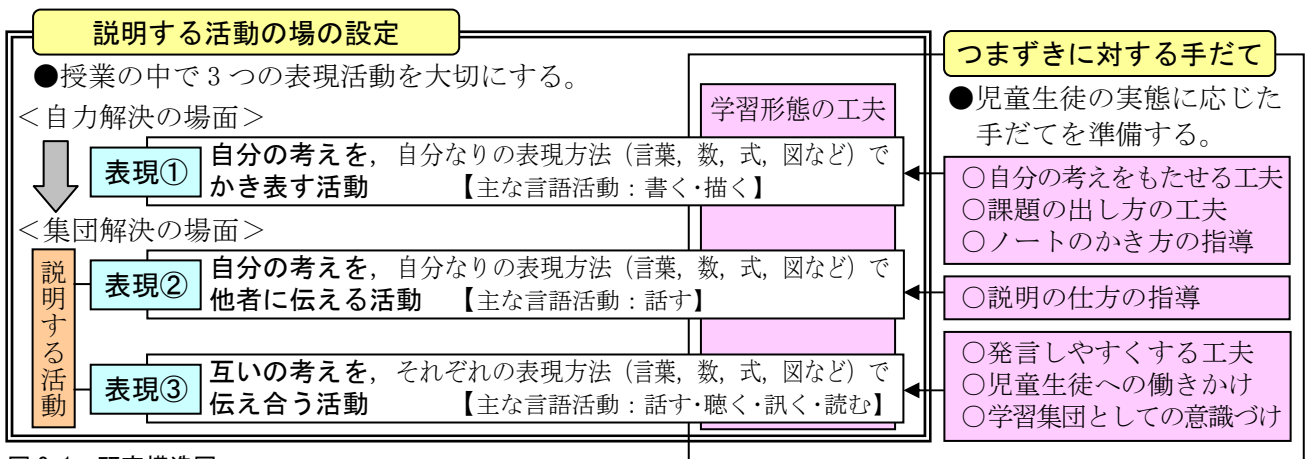 説明する活動の場の設定
●授業の中で３つの表現活動を大切にする。
学習形態の工夫
＜自力解決の場面＞
表現①
自分の考えを，自分なりの表現方法（言葉，数，式，図など）で
かき表す活動　【主な言語活動：書く・描く】
＜集団解決の場面＞
説明する活動
表現②
自分の考えを，自分なりの表現方法（言葉，数，式，図など）で
他者に伝える活動　【主な言語活動：話す】
表現③
互いの考えを，それぞれの表現方法（言葉，数，式，図など）で
伝え合う活動　【主な言語活動：話す・聴く・訊く・読む】
つまずきに対する手だて
●児童生徒の実態に応じた
手だてを準備する。
○自分の考えをもたせる工夫
○課題の出し方の工夫
○ノートのかき方の指導
○説明の仕方の指導
○発言しやすくする工夫
○児童生徒への働きかけ
○学習集団としての意識づけ